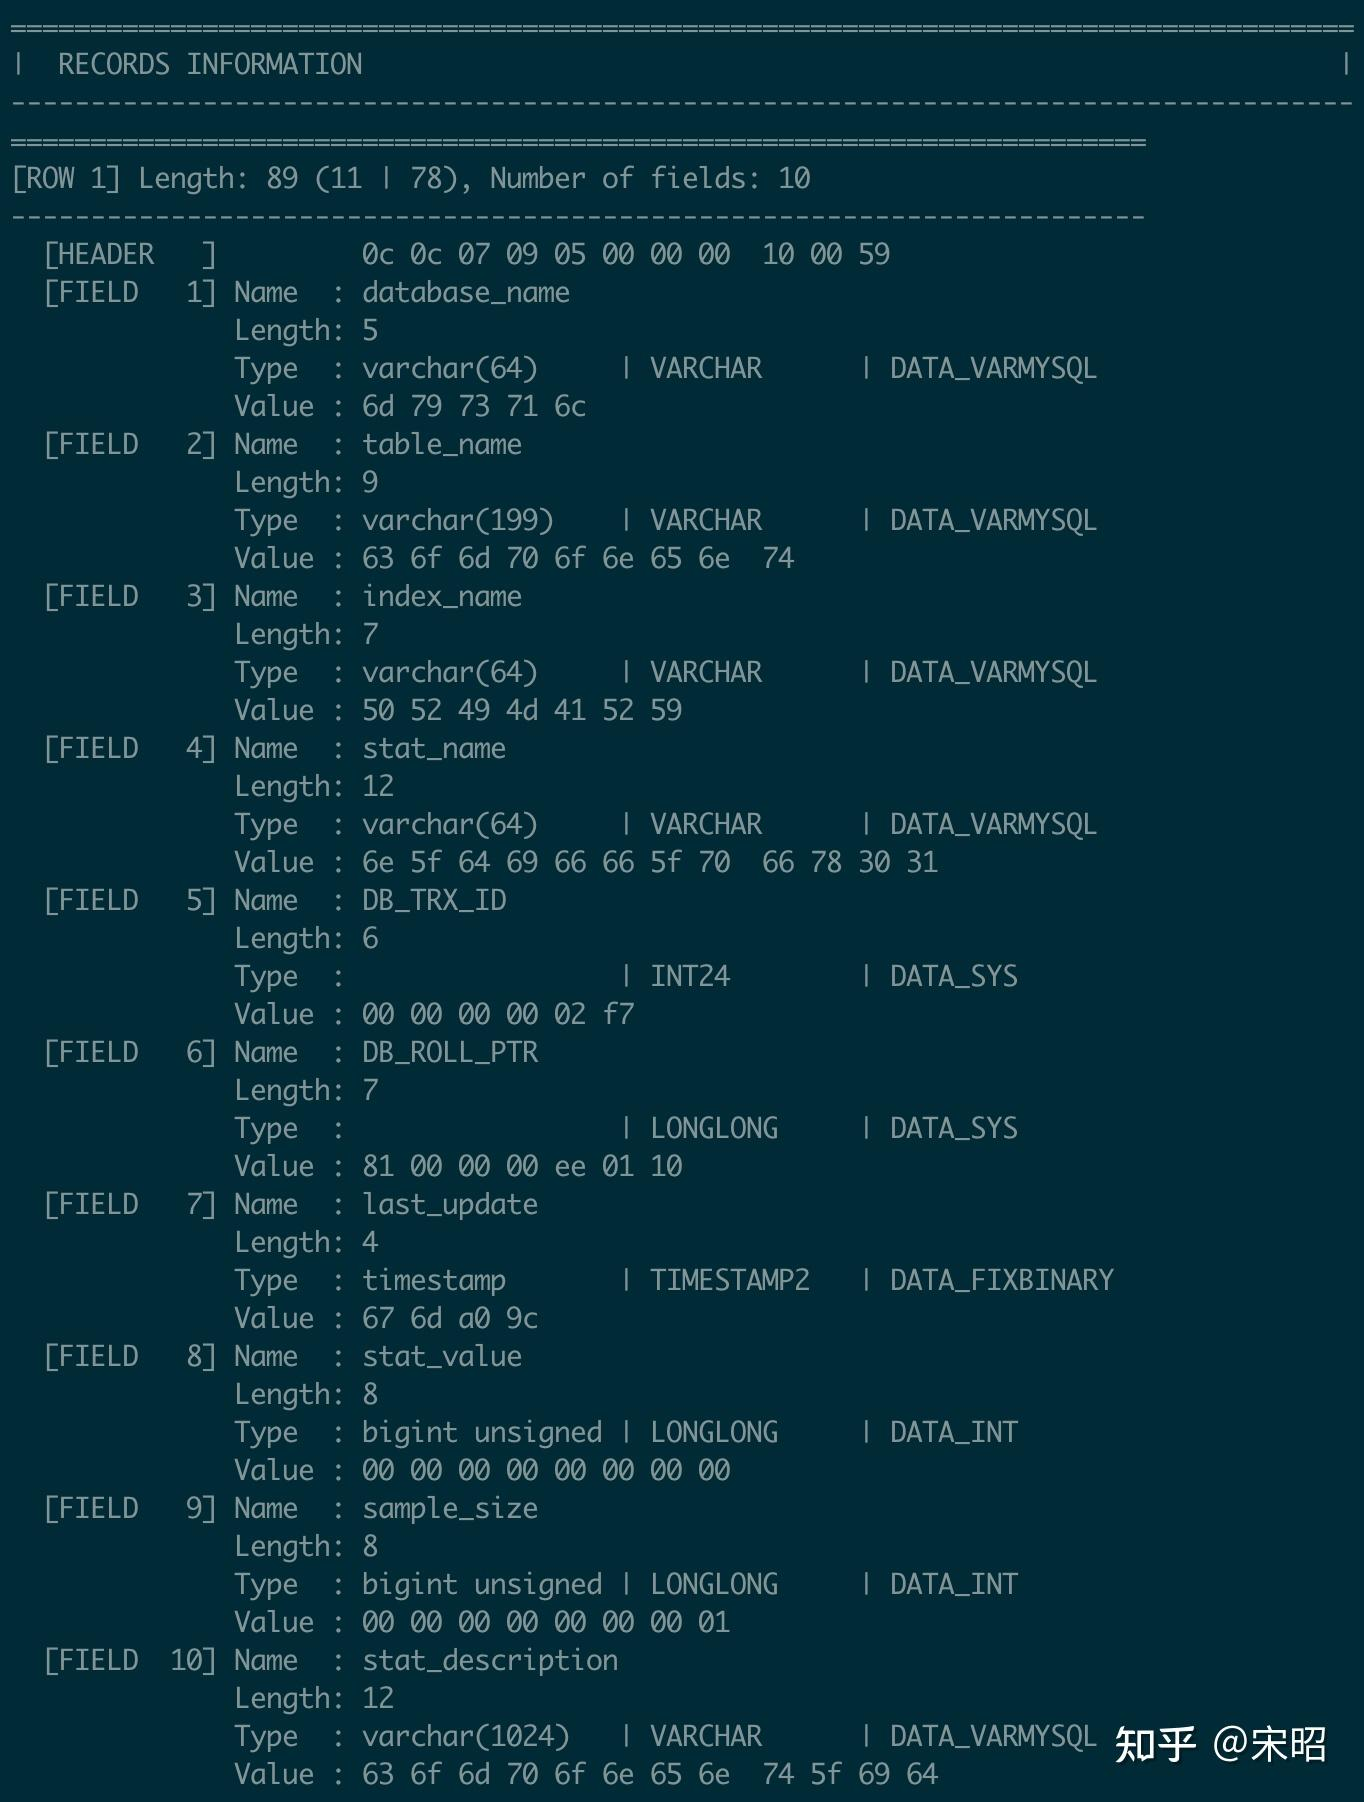 ====================================================================================
|  RECORDS INFORMATION                                                             |
------------------------------------------------------------------------------------
=======================================================================
[ROW 1] Length: 89 (11 | 78), Number of fields: 10
-----------------------------------------------------------------------
  [HEADER   ]         0c 0c 07 09 05 00 00 00  10 00 59
  [FIELD   1] Name  : database_name
              Length: 5
              Type  : varchar(64)     | VARCHAR      | DATA_VARMYSQL
              Value : 6d 79 73 71 6c
  [FIELD   2] Name  : table_name
              Length: 9
              Type  : varchar(199)    | VARCHAR      | DATA_VARMYSQL
              Value : 63 6f 6d 70 6f 6e 65 6e  74
  [FIELD   3] Name  : index_name
              Length: 7
              Type  : varchar(64)     | VARCHAR      | DATA_VARMYSQL
              Value : 50 52 49 4d 41 52 59
  [FIELD   4] Name  : stat_name
              Length: 12
              Type  : varchar(64)     | VARCHAR      | DATA_VARMYSQL
              Value : 6e 5f 64 69 66 66 5f 70  66 78 30 31
  [FIELD   5] Name  : DB_TRX_ID
              Length: 6
              Type  :                 | INT24        | DATA_SYS
              Value : 00 00 00 00 02 f7
  [FIELD   6] Name  : DB_ROLL_PTR
              Length: 7
              Type  :                 | LONGLONG     | DATA_SYS
              Value : 81 00 00 00 ee 01 10
  [FIELD   7] Name  : last_update
              Length: 4
              Type  : timestamp       | TIMESTAMP2   | DATA_FIXBINARY
              Value : 67 6d a0 9c
  [FIELD   8] Name  : stat_value
              Length: 8
              Type  : bigint unsigned | LONGLONG     | DATA_INT
              Value : 00 00 00 00 00 00 00 00
  [FIELD   9] Name  : sample_size
              Length: 8
              Type  : bigint unsigned | LONGLONG     | DATA_INT
              Value : 00 00 00 00 00 00 00 01
  [FIELD  10] Name  : stat_description
              Length: 12
              Type  : varchar(1024)   | VARCHAR      | DATA_VARMYSQL
              Value : 63 6f 6d 70 6f 6e 65 6e  74 5f 69 64
知乎 @宋昭